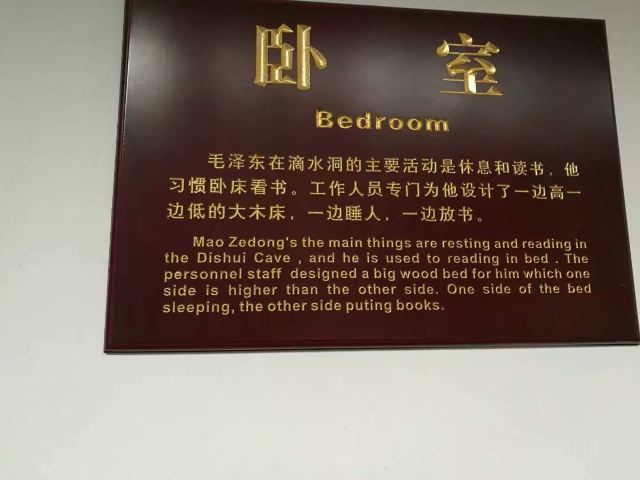 卧 室
Bedroom
毛泽东在滴水洞的主要活动是休息和读书，他
习惯卧床看书。工作人员专门为他设计了一边高一
边低的大木床，一边睡人，一边放书。
Mao Zedong's the main things are resting and reading in
the Dishui Cave , and he is used to reading in bed . The
personnel staff designed a big wood bed for him which one
side is higher than the other side. One side of the bed
sleeping, the other side puting books.